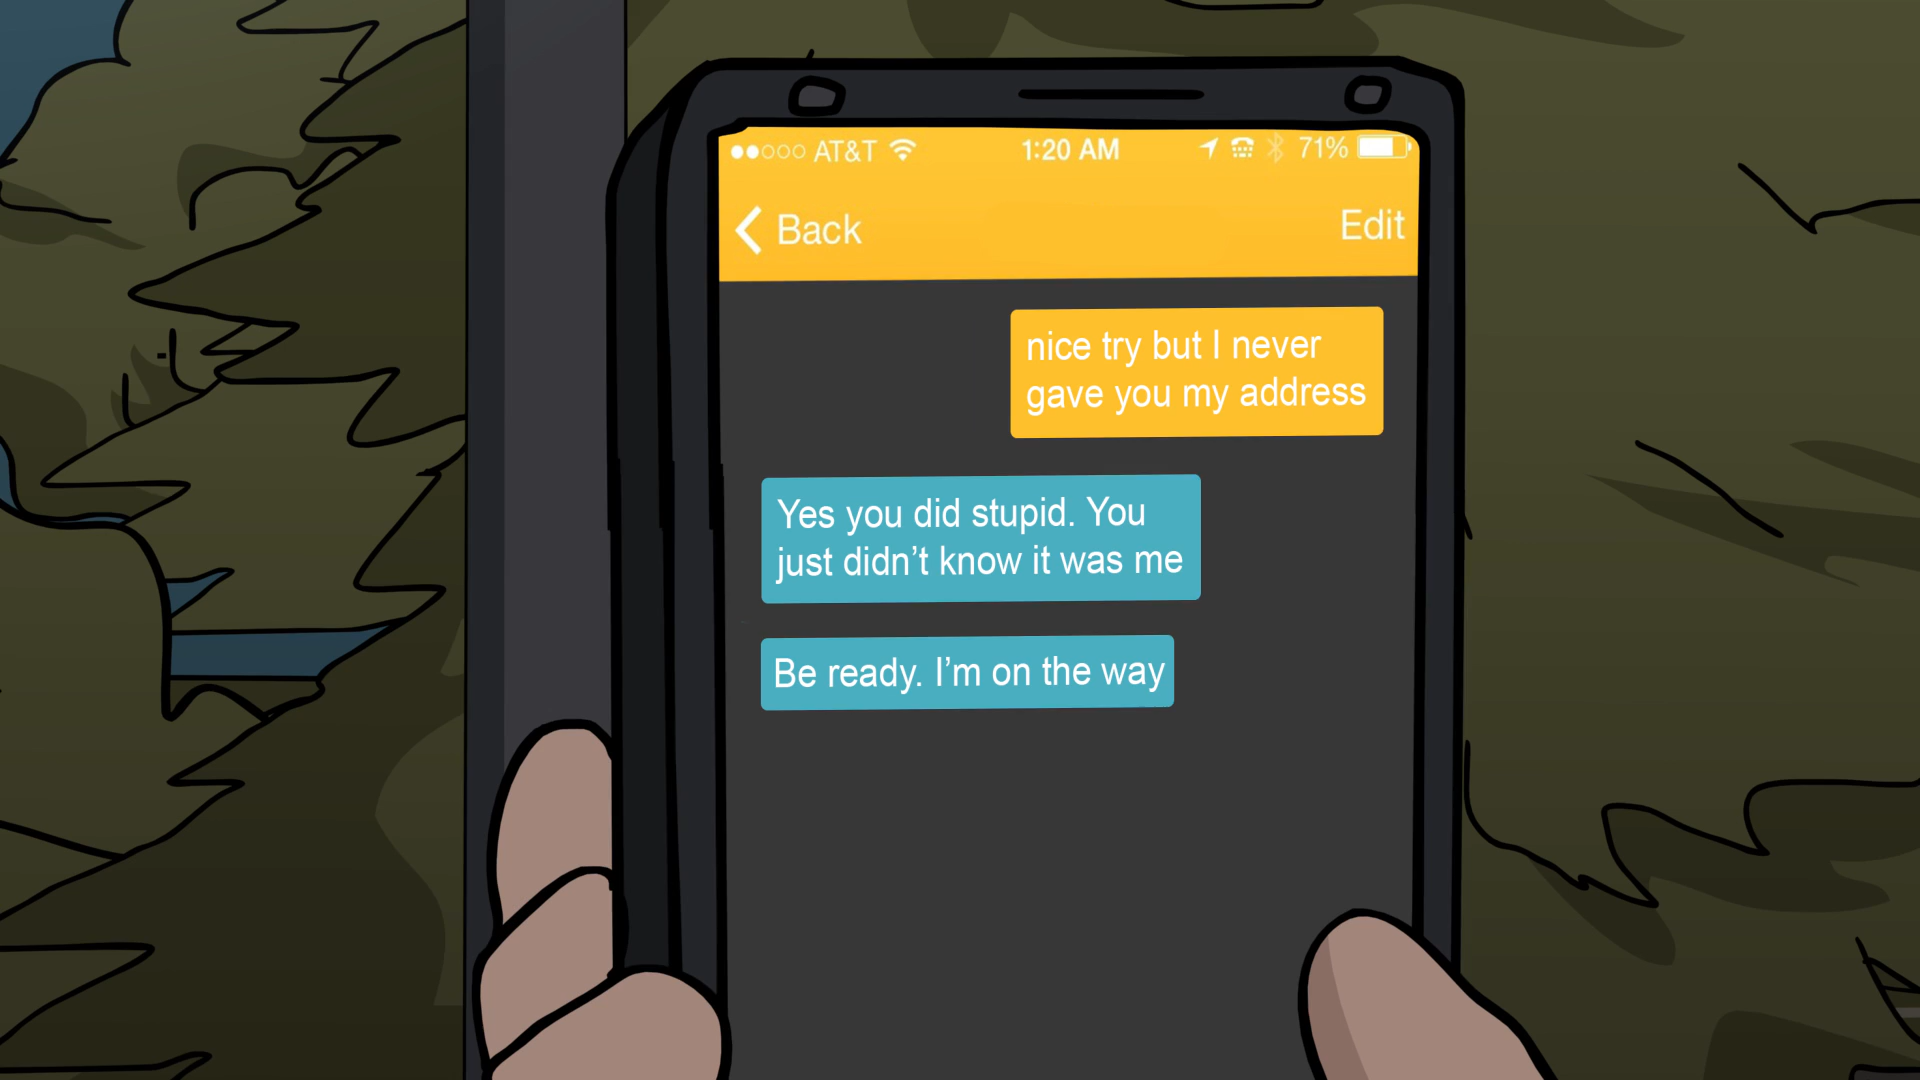 AT&T 1:20 AM 71%
Back Edit
nice try but I never
gave you my address
Yes you did stupid. You
just didn’t know it was me
Be ready. I’m on the way